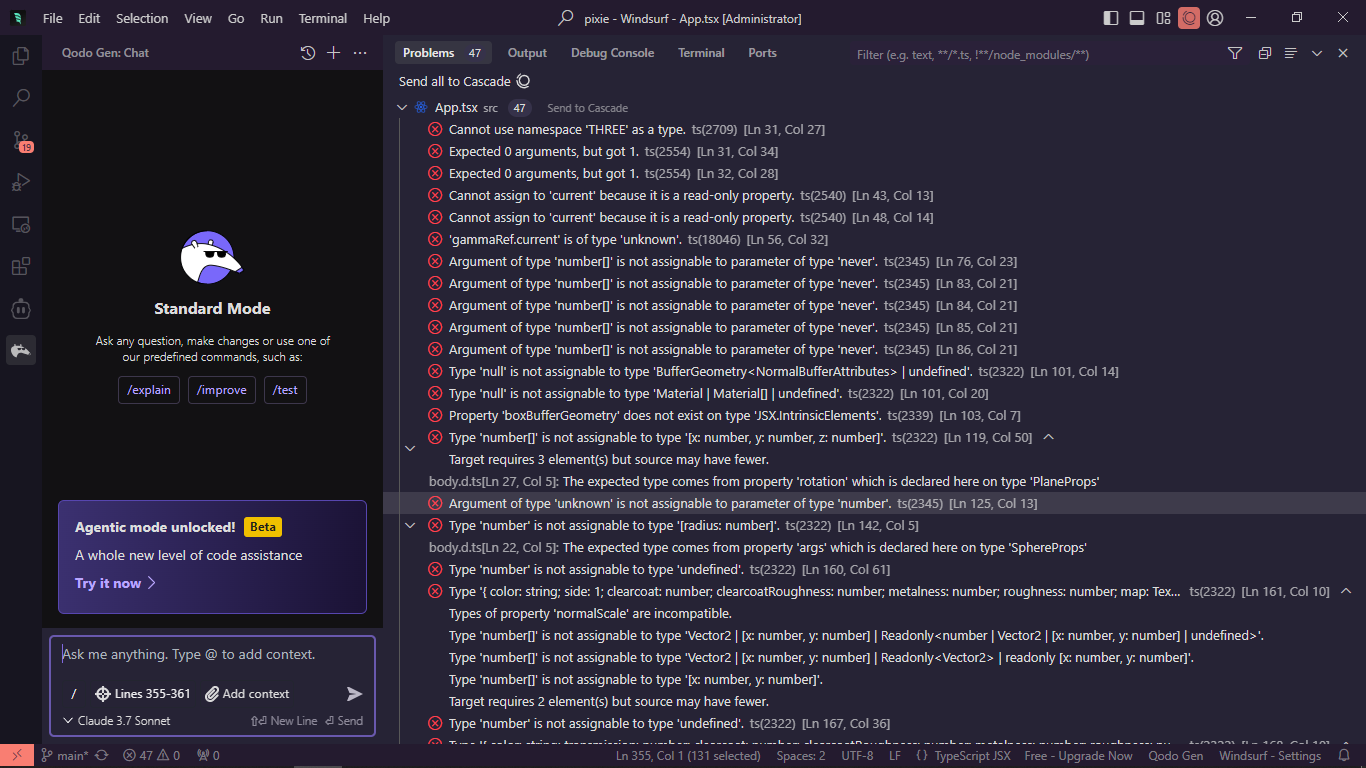 File Edit Selection View Go Run Terminal Help
pixie - Windsurf - App.tsx [Administrator]
19
Qodo Gen: Chat
Standard Mode
Ask any question, make changes or use one of
our predefined commands, such as:
/explain /improve /test
Agentic mode unlocked! Beta
A whole new level of code assistance
Try it now
Ask me anything. Type @ to add context.
/ Lines 355-361 Add context
Claude 3.7 Sonnet New Line Send
Problems 47 Output Debug Console Terminal Ports Filter (e.g. text, **/*.ts, !**/node_modules/**)
Send all to Cascade
App.tsx src 47 Send to Cascade
Cannot use namespace 'THREE' as a type. ts(2709) [Ln 31, Col 27]
Expected 0 arguments, but got 1. ts(2554) [Ln 31, Col 34]
Expected 0 arguments, but got 1. ts(2554) [Ln 32, Col 28]
Cannot assign to 'current' because it is a read-only property. ts(2540) [Ln 43, Col 13]
Cannot assign to 'current' because it is a read-only property. ts(2540) [Ln 48, Col 14]
'gammaRef.current' is of type 'unknown'. ts(18046) [Ln 56, Col 32]
Argument of type 'number[]' is not assignable to parameter of type 'never'. ts(2345) [Ln 76, Col 23]
Argument of type 'number[]' is not assignable to parameter of type 'never'. ts(2345) [Ln 83, Col 21]
Argument of type 'number[]' is not assignable to parameter of type 'never'. ts(2345) [Ln 84, Col 21]
Argument of type 'number[]' is not assignable to parameter of type 'never'. ts(2345) [Ln 85, Col 21]
Argument of type 'number[]' is not assignable to parameter of type 'never'. ts(2345) [Ln 86, Col 21]
Type 'null' is not assignable to type 'BufferGeometry<NormalBufferAttributes> | undefined'. ts(2322) [Ln 101, Col 14]
Type 'null' is not assignable to type 'Material | Material[] | undefined'. ts(2322) [Ln 101, Col 20]
Property 'boxBufferGeometry' does not exist on type 'JSX.IntrinsicElements'. ts(2339) [Ln 103, Col 7]
Type 'number[]' is not assignable to type '[x: number, y: number, z: number]'. ts(2322) [Ln 119, Col 50]
Target requires 3 element(s) but source may have fewer.
body.d.ts[Ln 27, Col 5]: The expected type comes from property 'rotation' which is declared here on type 'PlaneProps'
Argument of type 'unknown' is not assignable to parameter of type 'number'. ts(2345) [Ln 125, Col 13]
Type 'number' is not assignable to type '[radius: number]'. ts(2322) [Ln 142, Col 5]
body.d.ts[Ln 22, Col 5]: The expected type comes from property 'args' which is declared here on type 'SphereProps'
Type 'number' is not assignable to type 'undefined'. ts(2322) [Ln 160, Col 61]
Type '{ color: string; side: 1; clearcoat: number; clearcoatRoughness: number; metalness: number; roughness: number; map: Tex... ts(2322) [Ln 161, Col 10]
Types of property 'normalScale' are incompatible.
Type 'number[]' is not assignable to type 'Vector2 | [x: number, y: number] | Readonly<number | Vector2 | [x: number, y: number] | undefined>'.
Type 'number[]' is not assignable to type 'Vector2 | [x: number, y: number] | Readonly<Vector2> | readonly [x: number, y: number]'.
Type 'number[]' is not assignable to type '[x: number, y: number]'.
Target requires 2 element(s) but source may have fewer.
Type 'number' is not assignable to type 'undefined'. ts(2322) [Ln 167, Col 36]
main* 47 0 0 Ln 355, Col 1 (131 selected) Spaces: 2 UTF-8 LF {} TypeScript JSX Free - Upgrade Now Qodo Gen Windsurf - Settings